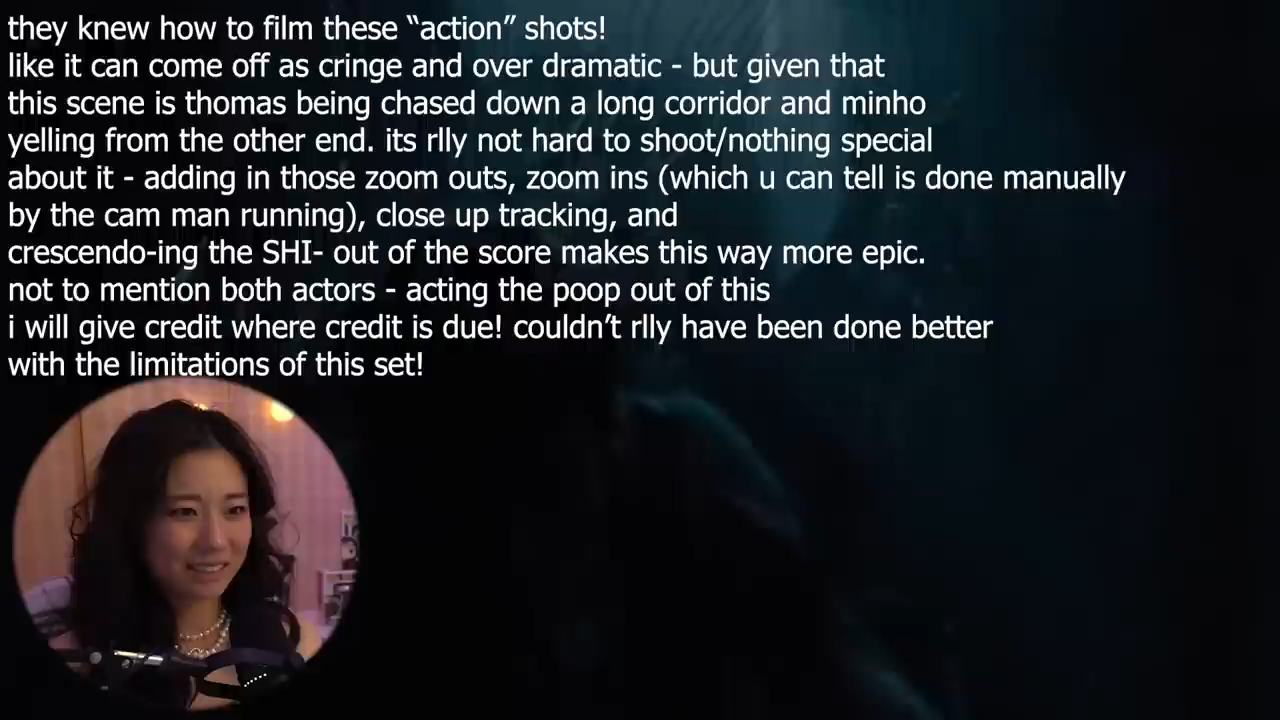 they knew how to film these “action” shots!
like it can come off as cringe and over dramatic - but given that
this scene is thomas being chased down a long corridor and minho
yelling from the other end. its rlly not hard to shoot/nothing special
about it - adding in those zoom outs, zoom ins (which u can tell is done manually
by the cam man running), close up tracking, and
crescendo-ing the SHI- out of the score makes this way more epic.
not to mention both actors - acting the poop out of this
i will give credit where credit is due! couldn’t rlly have been done better
with the limitations of this set!